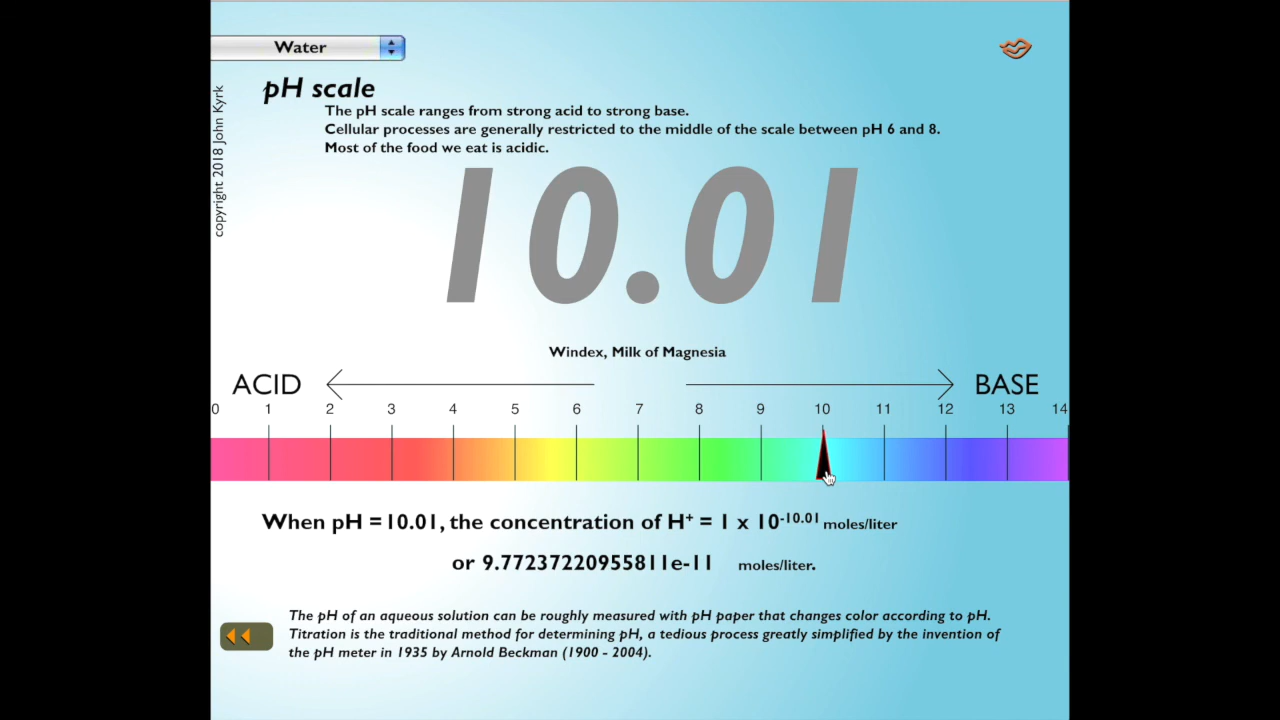 Water
pH scale
The pH scale ranges from strong acid to strong base.
Cellular processes are generally restricted to the middle of the scale between pH 6 and 8.
Most of the food we eat is acidic.
copyright 2018 John Kyrk
10.01
Windex, Milk of Magnesia
ACID BASE
0 1 2 3 4 5 6 7 8 9 10 11 12 13 14
When pH = 10.01, the concentration of H⁺ = 1 x 10⁻¹⁰·⁰¹ moles/liter
or 9.77237220955811e-11 moles/liter.
The pH of an aqueous solution can be roughly measured with pH paper that changes color according to pH.
Titration is the traditional method for determining pH, a tedious process greatly simplified by the invention of
the pH meter in 1935 by Arnold Beckman (1900 - 2004).